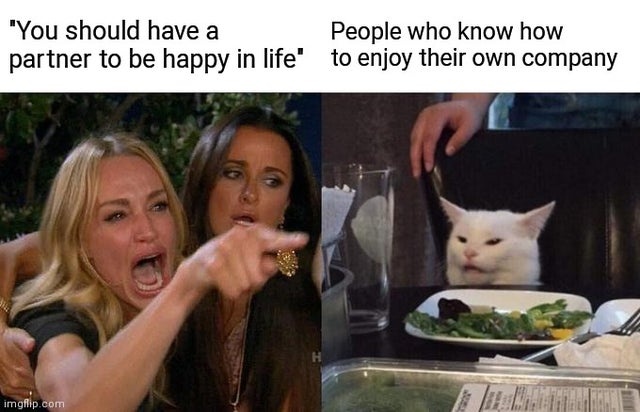 "You should have a
partner to be happy in life"
People who know how
to enjoy their own company
H
imgflip.com